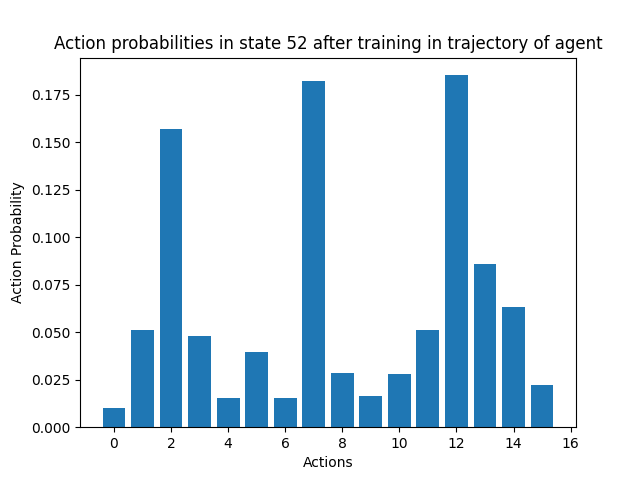 Action probabilities in state 52 after training in trajectory of agent
Action Probability
0.175
0.150
0.125
0.100
0.075
0.050
0.025
0.000
0 2 4 6 8 10 12 14 16
Actions